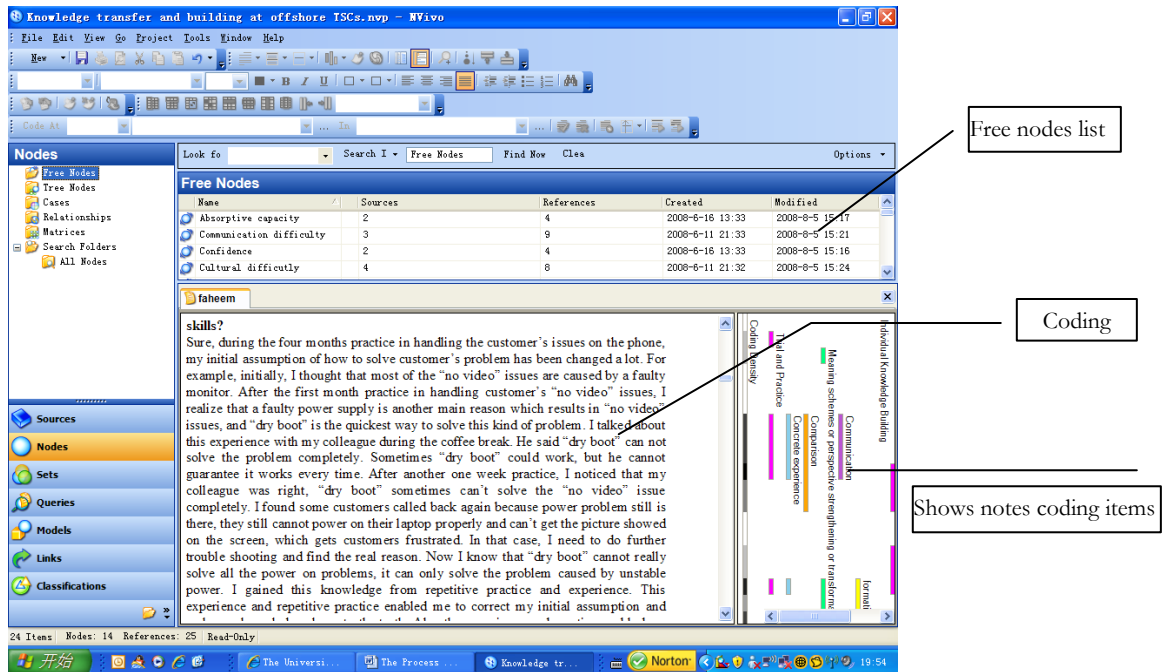 Knowledge transfer and building at offshore TSCs.nvp - NVivo
File Edit View Go Project Tools Window Help
New
B I U
Code At ... In ...
Nodes
Look fo Search I Free Nodes Find Now Clea Options
Free Nodes
Tree Nodes
Cases
Relationships
Matrices
Search Folders
All Nodes
Free Nodes
Name Sources References Created Modified
Absorptive capacity 2 4 2008-6-16 13:33 2008-8-5 15:17
Communication difficulty 3 9 2008-6-11 21:33 2008-8-5 15:21
Confidence 2 4 2008-6-16 13:33 2008-8-5 15:16
Cultural difficutly 4 8 2008-6-11 21:32 2008-8-5 15:24
faheem
skills?
Sure, during the four months practice in handling the customer's issues on the phone,
my initial assumption of how to solve customer's problem has been changed a lot. For
example, initially, I thought that most of the “no video” issues are caused by a faulty
monitor. After the first month practice in handling customer's “no video” issues, I
realize that a faulty power supply is another main reason which results in “no video”
issues, and “dry boot” is the quickest way to solve this kind of problem. I talked about
this experience with my colleague during the coffee break. He said “dry boot” can not
solve the problem completely. Sometimes “dry boot” could work, but he cannot
guarantee it works every time. After another one week practice, I noticed that my
colleague was right, “dry boot” sometimes can't solve the “no video” issue
completely. I found some customers called back again because power problem still is
there, they still cannot power on their laptop properly and can't get the picture showed
on the screen, which gets customers frustrated. In that case, I need to do further
trouble shooting and find the real reason. Now I know that “dry boot” cannot really
solve all the power on problems, it can only solve the problem caused by unstable
power. I gained this knowledge from repetitive practice and experience. This
experience and repetitive practice enabled me to correct my initial assumption and
Coding Density
Trial and Practice
Concrete experience
Comparison
Meaning schemes or perspective strengthening or transforma
Communication
Individual Knowledge Building
formati
Sources
Nodes
Sets
Queries
Models
Links
Classifications
24 Items Nodes: 14 References: 25 Read-Only
开始 The Universi... The Process ... Knowledge tr... Norton 19:54
Free nodes list
Coding
Shows notes coding items